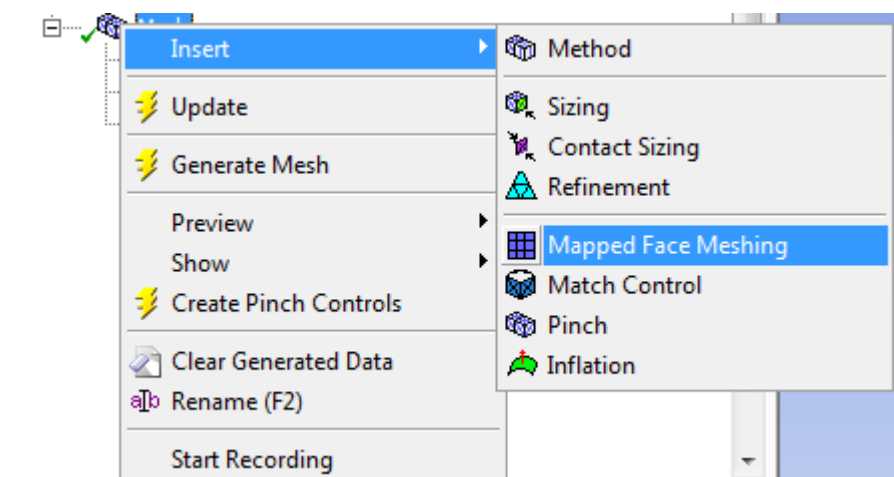 Mesh
Insert
Update
Generate Mesh
Preview
Show
Create Pinch Controls
Clear Generated Data
a|b Rename (F2)
Start Recording
Method
Sizing
Contact Sizing
Refinement
Mapped Face Meshing
Match Control
Pinch
Inflation